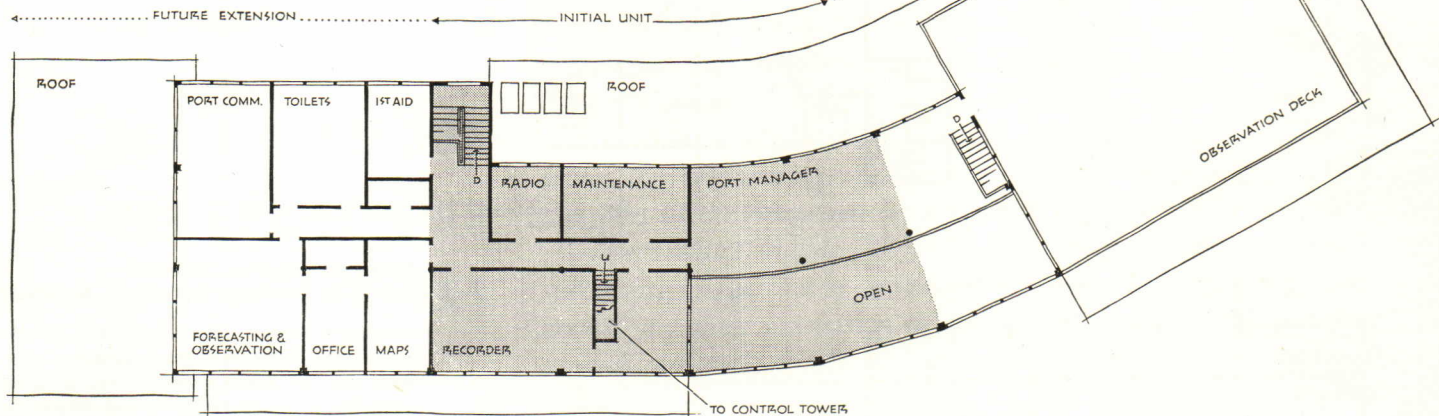 FUTURE EXTENSION
INITIAL UNIT
ROOF
PORT COMM.
TOILETS
1ST AID
ROOF
D
OBSERVATION DECK
D
RADIO
MAINTENANCE
PORT MANAGER
U
OPEN
FORECASTING &
OBSERVATION
OFFICE
MAPS
RECORDER
TO CONTROL TOWER